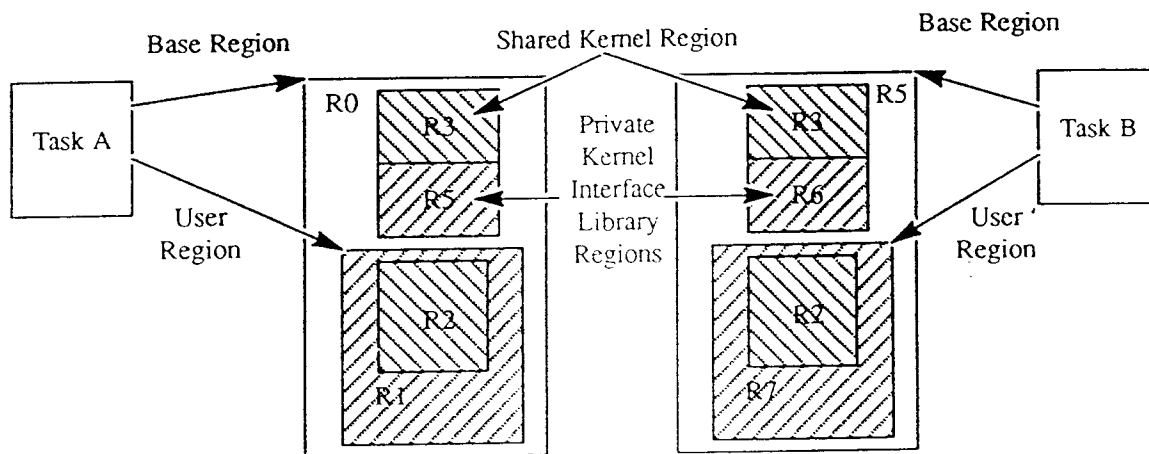 Base Region
Shared Kernel Region
Base Region
Task A
R0
R3
R5
R2
R1
User
Region
Private
Kernel
Interface
Library
Regions
R3
R5
R6
R2
R7
Task B
User
Region